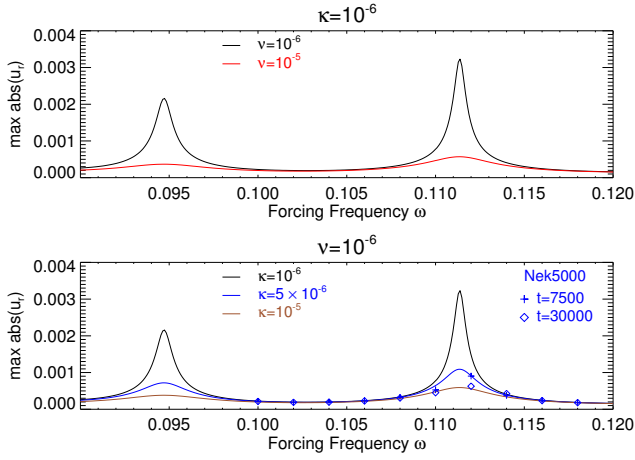 κ=10⁻⁶
max abs(uᵣ)
0.004
0.003
0.002
0.001
0.000
ν=10⁻⁶
ν=10⁻⁵
0.095 0.100 0.105 0.110 0.115 0.120
Forcing Frequency ω
ν=10⁻⁶
max abs(uᵣ)
0.004
0.003
0.002
0.001
0.000
κ=10⁻⁶
κ=5 × 10⁻⁶
κ=10⁻⁵
Nek5000
t=7500
t=30000
0.095 0.100 0.105 0.110 0.115 0.120
Forcing Frequency ω